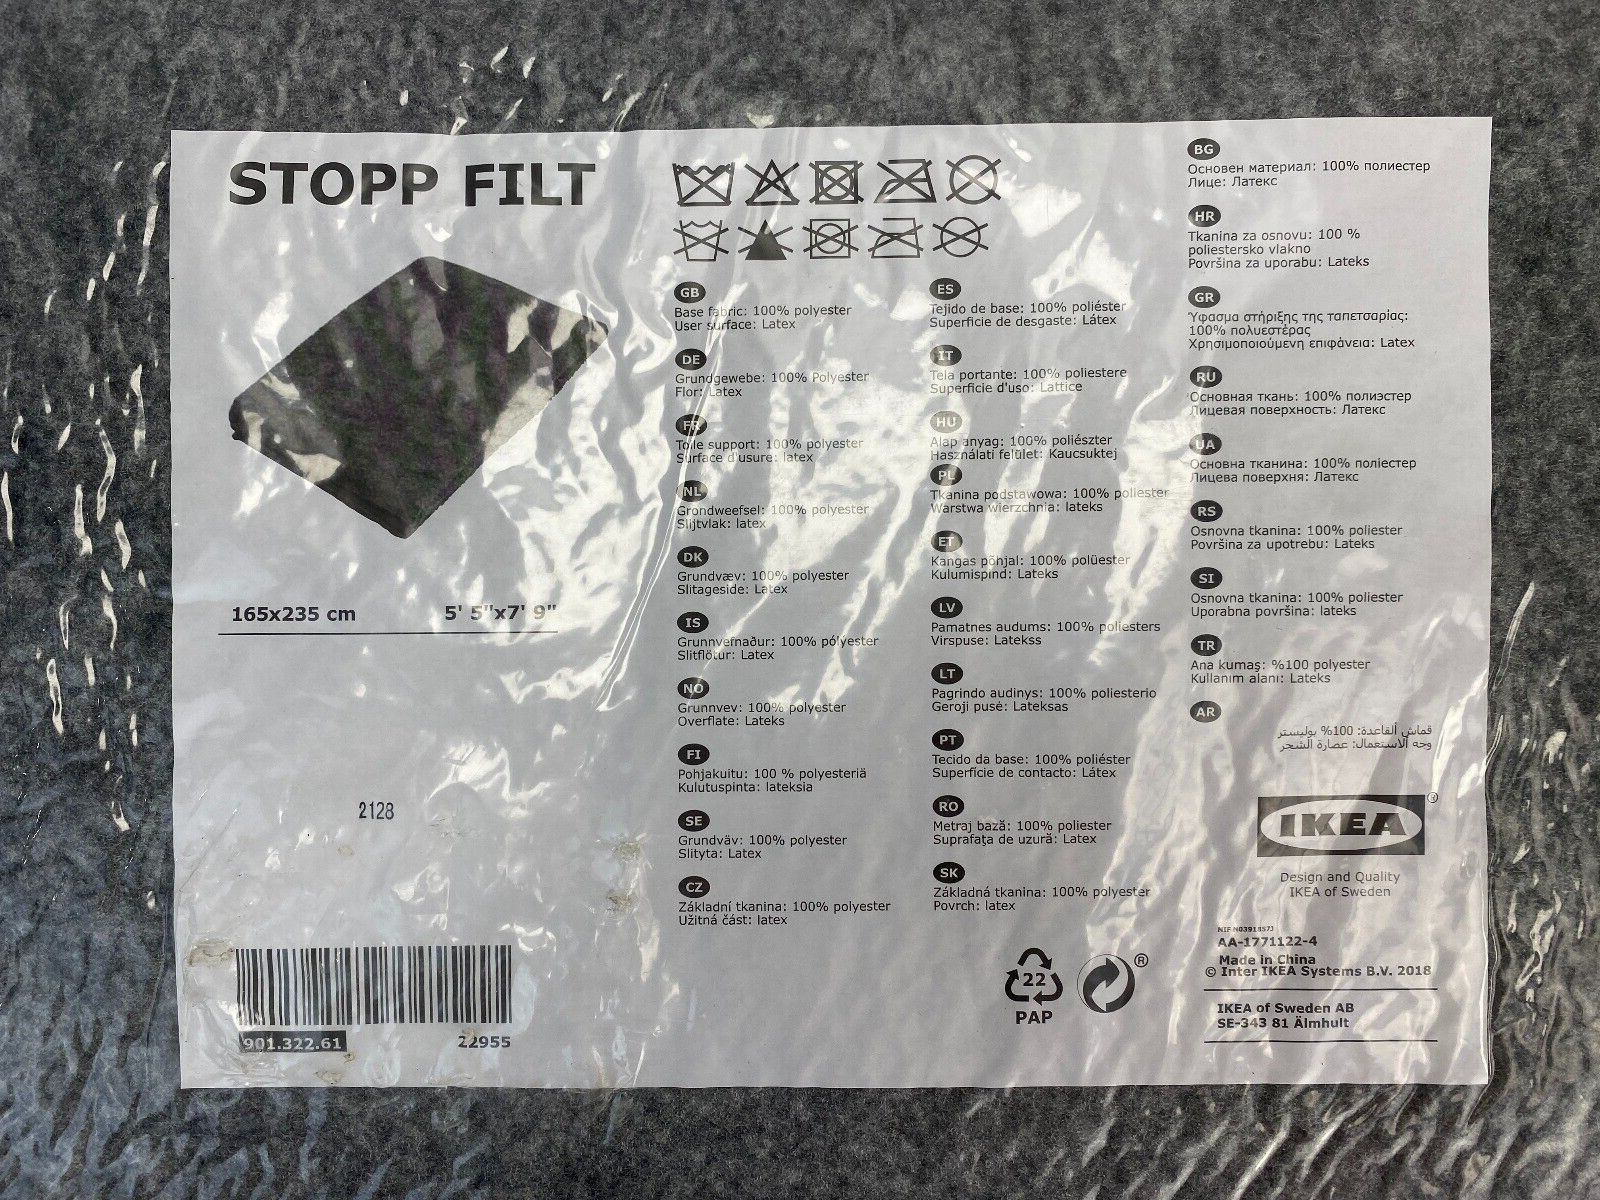 STOPP FILT
165x235 cm 5' 5"x7' 9"
2128
901.322.61 22955
GB
Base fabric: 100% polyester
User surface: Latex
DE
Grundgewebe: 100% Polyester
Flor: Latex
FR
Toile support: 100% polyester
Surface d'usure: latex
NL
Grondweefsel: 100% polyester
Slijtvlak: latex
DK
Grundvæv: 100% polyester
Slitageside: Latex
IS
Grunnvefnaður: 100% pólýester
Slitflötur: Latex
NO
Grunnvev: 100% polyester
Overflate: Lateks
FI
Pohjakuitu: 100 % polyesteriä
Kulutuspinta: lateksia
SE
Grundväv: 100% polyester
Slityta: Latex
CZ
Základní tkanina: 100% polyester
Užitná část: latex
ES
Tejido de base: 100% poliéster
Superficie de desgaste: Látex
IT
Tela portante: 100% poliestere
Superficie d'uso: Lattice
HU
Alap anyag: 100% poliészter
Használati felület: Kaucsuktej
PL
Tkanina podstawowa: 100% poliester
Warstwa wierzchnia: lateks
ET
Kangas põhjal: 100% polüester
Kulumispind: Lateks
LV
Pamatnes audums: 100% poliesters
Virspuse: Latekss
LT
Pagrindo audinys: 100% poliesterio
Geroji pusė: Lateksas
PT
Tecido da base: 100% poliéster
Superfície de contacto: Látex
RO
Metraj bază: 100% poliester
Suprafaţa de uzură: Latex
SK
Základná tkanina: 100% polyester
Povrch: latex
22
PAP
®
BG
Основен материал: 100% полиестер
Лице: Латекс
HR
Tkanina za osnovu: 100 %
poliestersko vlakno
Površina za uporabu: Lateks
GR
Ύφασμα στήριξης της ταπετσαρίας:
100% πολυεστέρας
Χρησιμοποιούμενη επιφάνεια: Latex
RU
Основная ткань: 100% полиэстер
Лицевая поверхность: Латекс
UA
Основна тканина: 100% поліестер
Лицева поверхня: Латекс
RS
Osnovna tkanina: 100% poliester
Površina za upotrebu: Lateks
SI
Osnovna tkanina: 100% poliester
Uporabna površina: lateks
TR
Ana kumaş: %100 polyester
Kullanım alanı: Lateks
AR
قماش القاعدة: 100% بوليستر
وجه الاستعمال: عصارة الشجر
IKEA ®
Design and Quality
IKEA of Sweden
NIF N0391857J
AA-1771122-4
Made in China
© Inter IKEA Systems B.V. 2018
IKEA of Sweden AB
SE-343 81 Älmhult